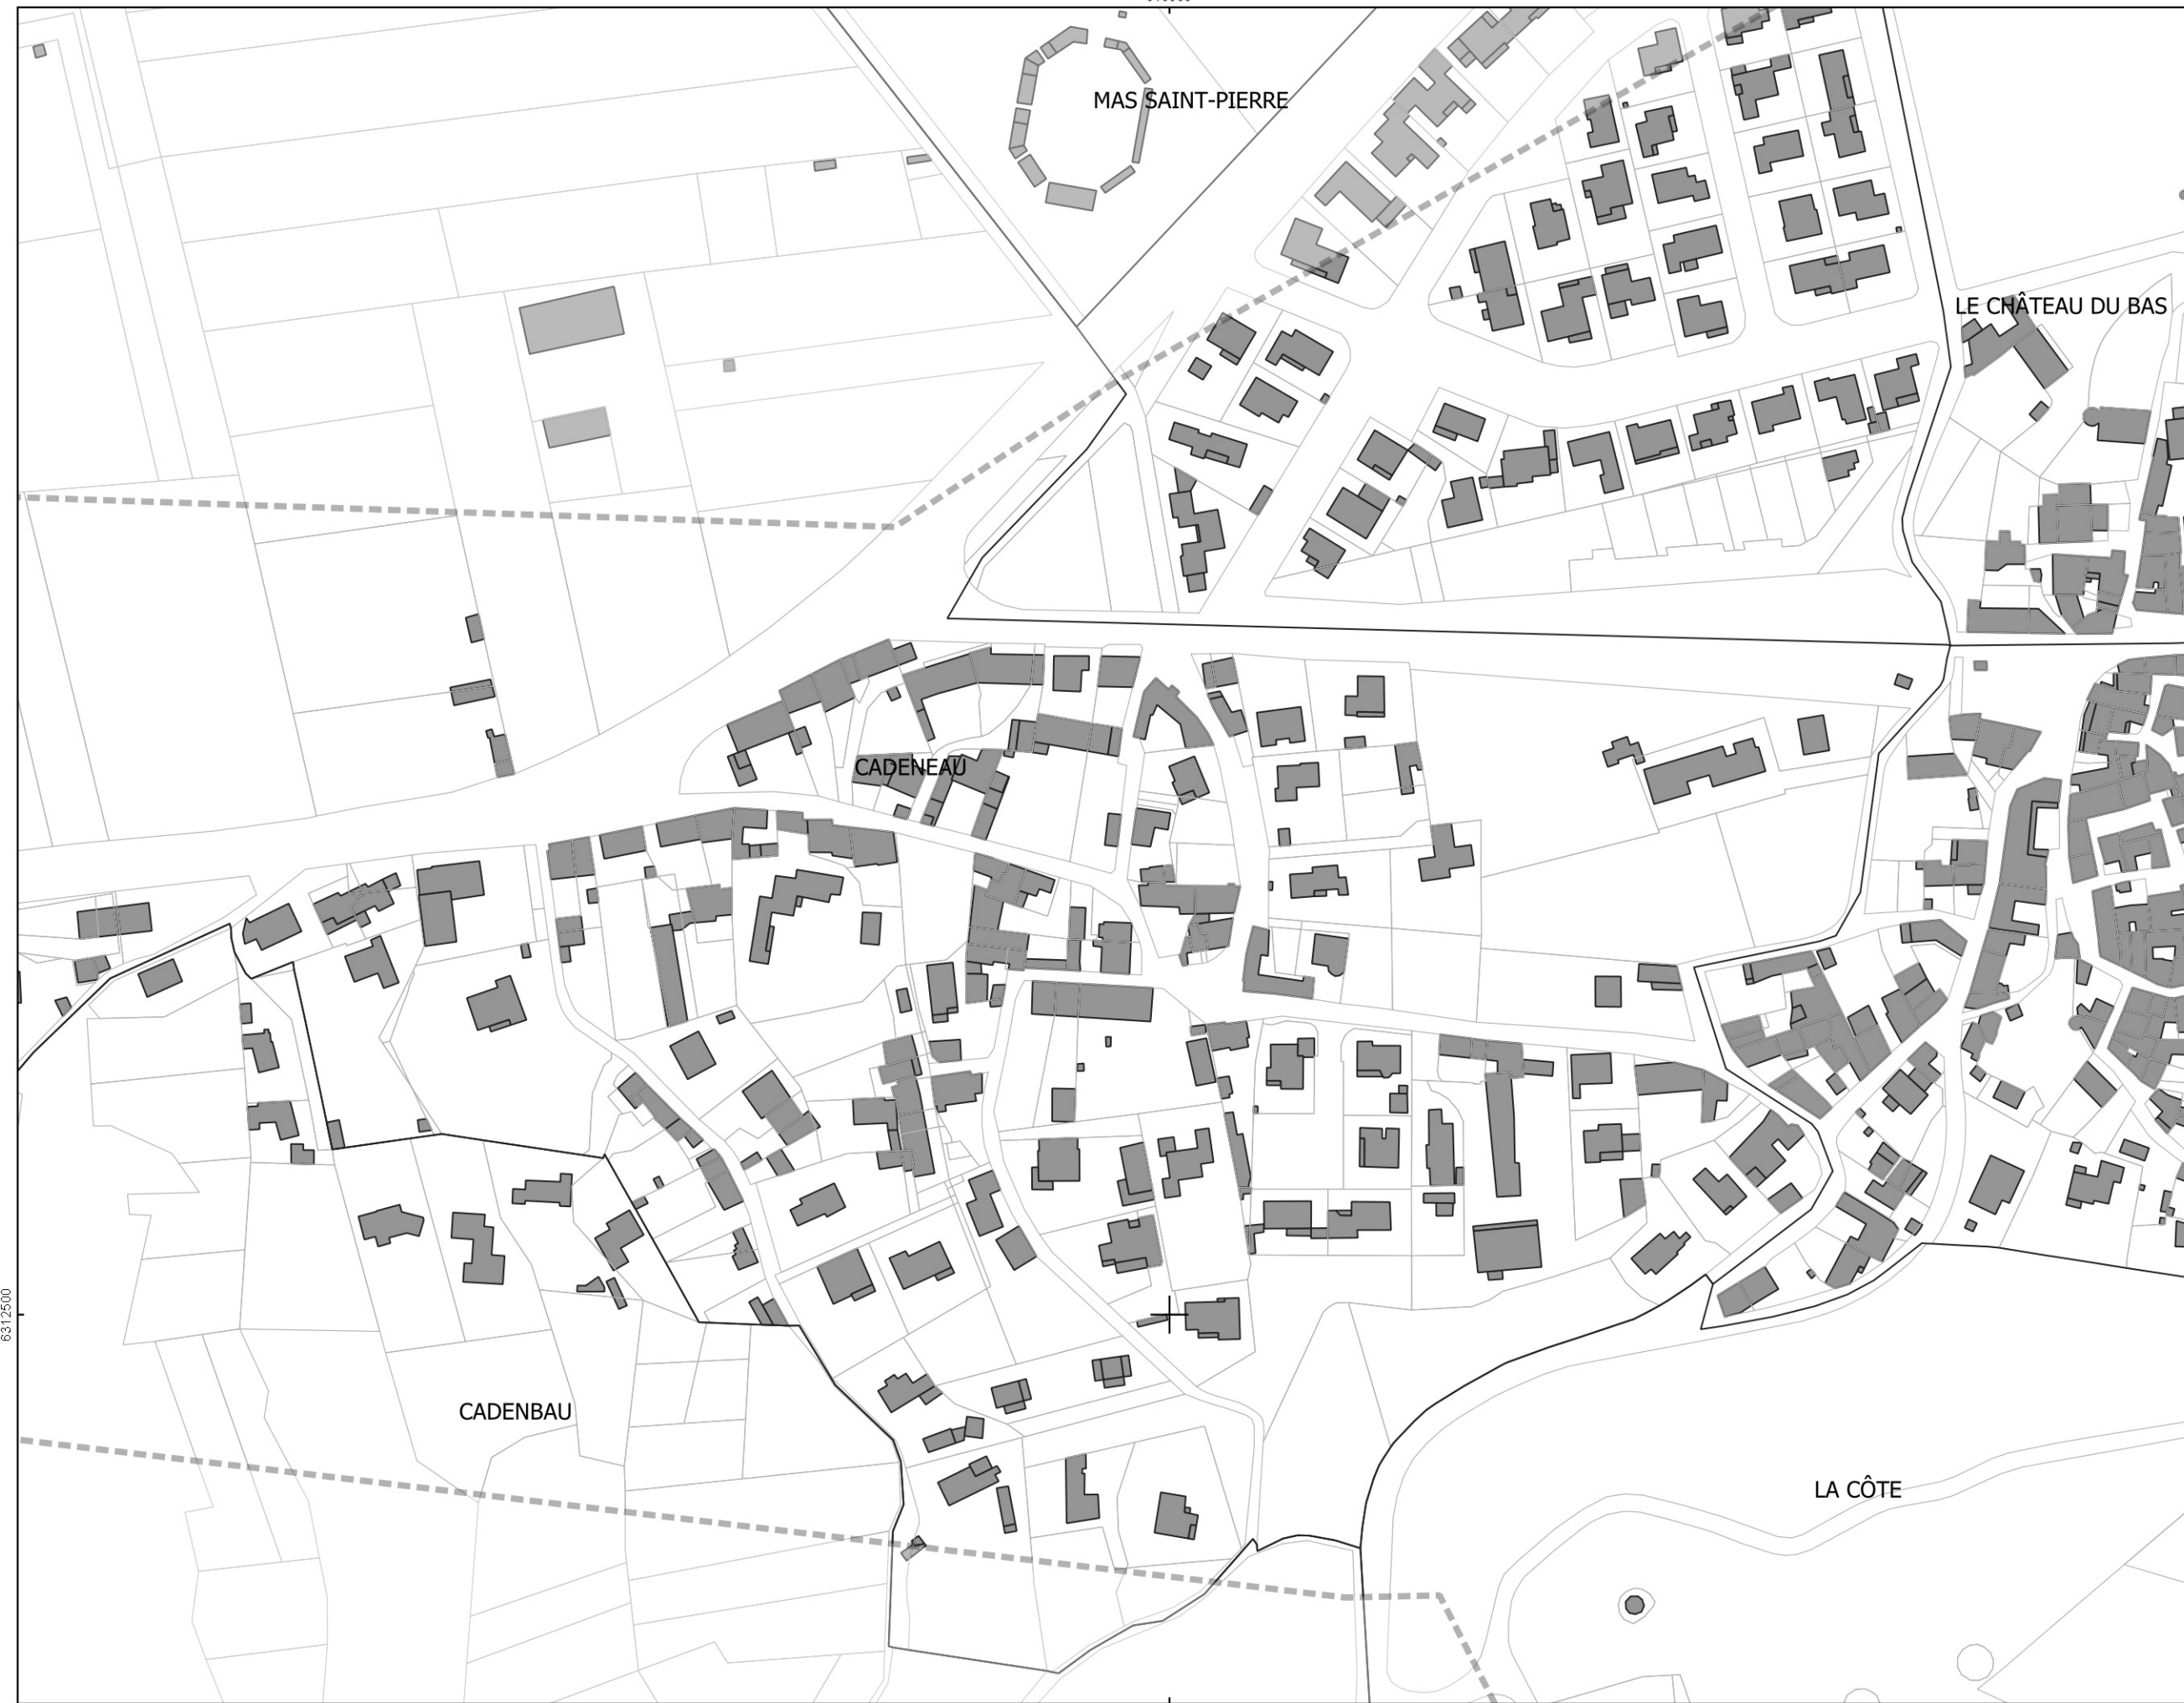 MAS SAINT-PIERRE
LE CHÂTEAU DU BAS
CADENEAU
6312500
CADENBAU
LA CÔTE